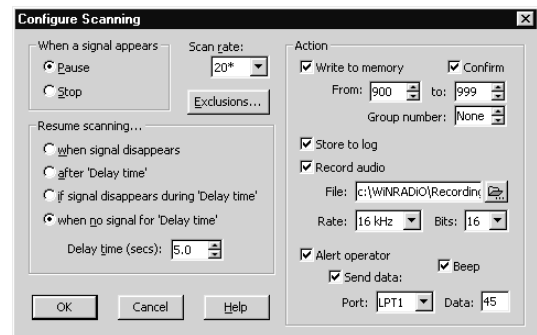 Configure Scanning
When a signal appears
Pause
Stop
Scan rate:
20*
Exclusions...
Resume scanning...
when signal disappears
after 'Delay time'
if signal disappears during 'Delay time'
when no signal for 'Delay time'
Delay time (secs): 5.0
OK Cancel Help
Action
Write to memory Confirm
From: 900 to: 999
Group number: None
Store to log
Record audio
File: c:\WiNRADiO\Recording
Rate: 16 kHz Bits: 16
Alert operator
Send data: Beep
Port: LPT1 Data: 45